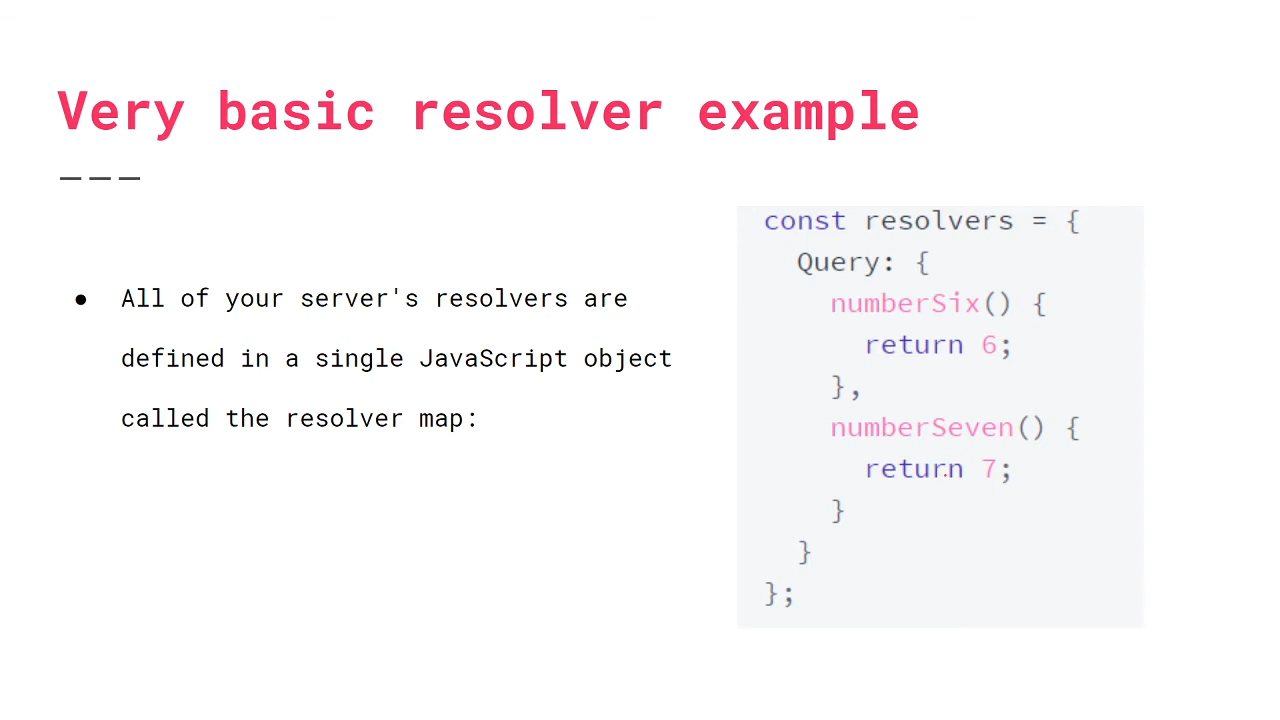 Very basic resolver example
● All of your server's resolvers are
defined in a single JavaScript object
called the resolver map:
const resolvers = {
  Query: {
    numberSix() {
      return 6;
    },
    numberSeven() {
      return 7;
    }
  }
};